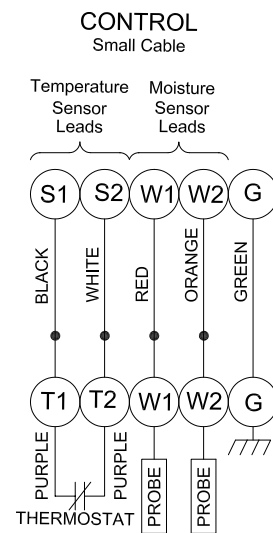 CONTROL
Small Cable
Temperature
Sensor
Leads
Moisture
Sensor
Leads
S1 S2 W1 W2 G
BLACK
WHITE
RED
ORANGE
GREEN
T1 T2 W1 W2 G
PURPLE
PURPLE
PROBE
PROBE
THERMOSTAT